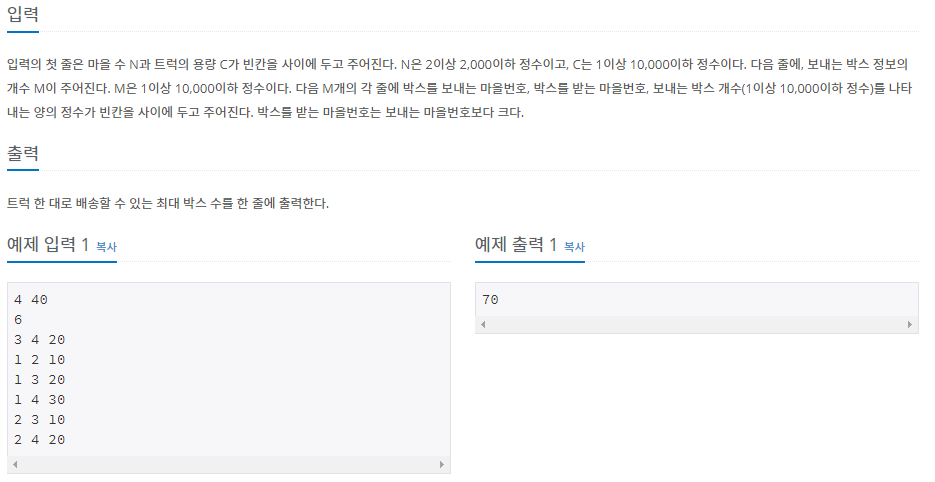 입력
입력의 첫 줄은 마을 수 N과 트럭의 용량 C가 빈칸을 사이에 두고 주어진다. N은 2이상 2,000이하 정수이고, C는 1이상 10,000이하 정수이다. 다음 줄에, 보내는 박스 정보의
개수 M이 주어진다. M은 1이상 10,000이하 정수이다. 다음 M개의 각 줄에 박스를 보내는 마을번호, 박스를 받는 마을번호, 보내는 박스 개수(1이상 10,000이하 정수)를 나타
내는 양의 정수가 빈칸을 사이에 두고 주어진다. 박스를 받는 마을번호는 보내는 마을번호보다 크다.
출력
트럭 한 대로 배송할 수 있는 최대 박스 수를 한 줄에 출력한다.
예제 입력 1 복사
4 40
6
3 4 20
1 2 10
1 3 20
1 4 30
2 3 10
2 4 20
예제 출력 1 복사
70